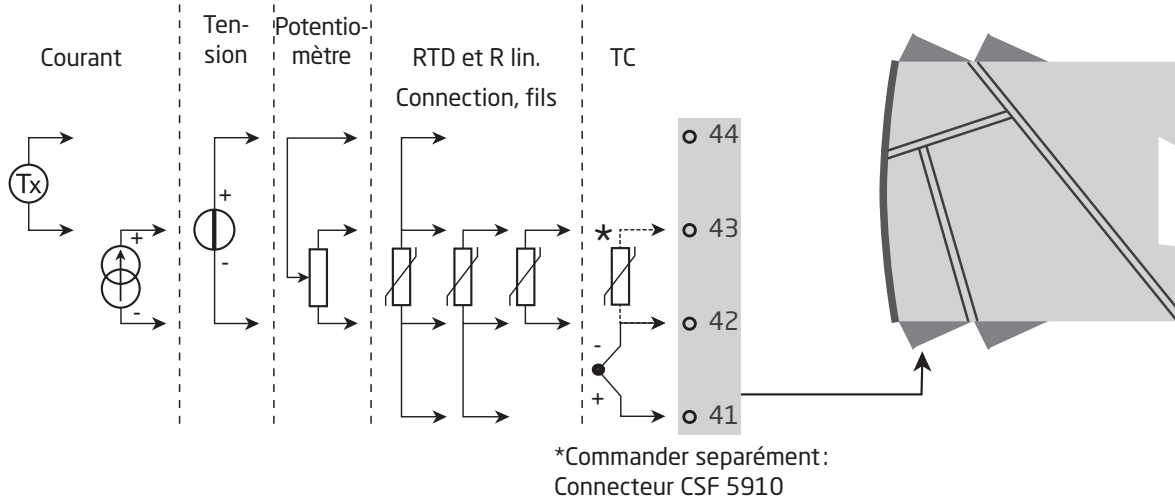 Courant
Ten-
sion
Potentio-
mètre
RTD et R lin.
Connection, fils
TC
Tx
+
-
+
-
*
-
+
44
43
42
41
*Commander separément:
Connecteur CSF 5910